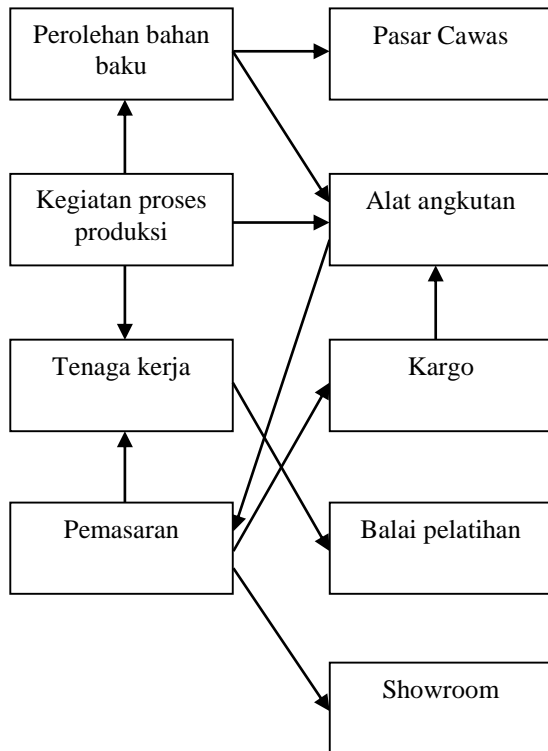 Perolehan bahan
baku
Pasar Cawas
Kegiatan proses
produksi
Alat angkutan
Tenaga kerja
Kargo
Pemasaran
Balai pelatihan
Showroom